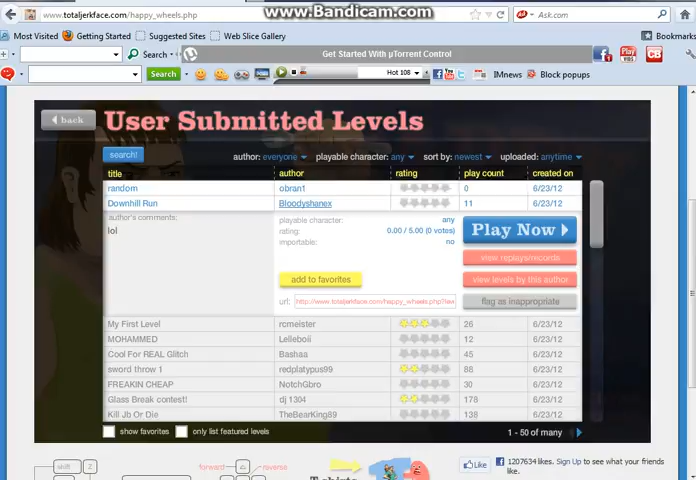 www.Bandicam.com
www.totaljerkface.com/happy_wheels.php
Ask.com
Most Visited Getting Started Suggested Sites Web Slice Gallery Bookmarks
Search Get Started With µTorrent Control
Search Hot 108 IMnews Block popups
back User Submitted Levels
search! author: everyone playable character: any sort by: newest uploaded: anytime
title author rating play count created on
random obran1 0 6/23/12
Downhill Run Bloodyshanex 11 6/23/12
author's comments: playable character: any Play Now
lol rating: 0.00 / 5.00 (0 votes)
importable: no view replays/records
add to favorites view levels by this author
url: http://www.totaljerkface.com/happy_wheels.php?lev flag as inappropriate
My First Level rcmeister 26 6/23/12
MOHAMMED Lelleboii 12 6/23/12
Cool For REAL Glitch Bashaa 45 6/23/12
sword throw 1 redplatypus99 88 6/23/12
FREAKIN CHEAP NotchGbro 30 6/23/12
Glass Break contest! dj 1304 178 6/23/12
Kill Jb Or Die TheBearKing89 138 6/23/12
show favorites only list featured levels 1 - 50 of many
shift Z forward reverse Like 1207634 likes. Sign Up to see what your friends
like.